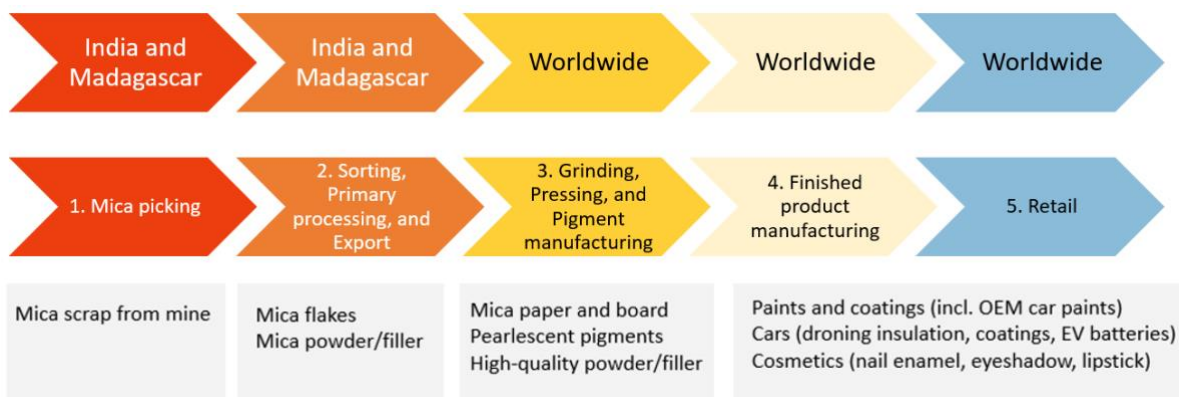 India and
Madagascar
India and
Madagascar
Worldwide
Worldwide
Worldwide
1. Mica picking
2. Sorting,
Primary
processing, and
Export
3. Grinding,
Pressing, and
Pigment
manufacturing
4. Finished
product
manufacturing
5. Retail
Mica scrap from mine
Mica flakes
Mica powder/filler
Mica paper and board
Pearlescent pigments
High-quality powder/filler
Paints and coatings (incl. OEM car paints)
Cars (droning insulation, coatings, EV batteries)
Cosmetics (nail enamel, eyeshadow, lipstick)